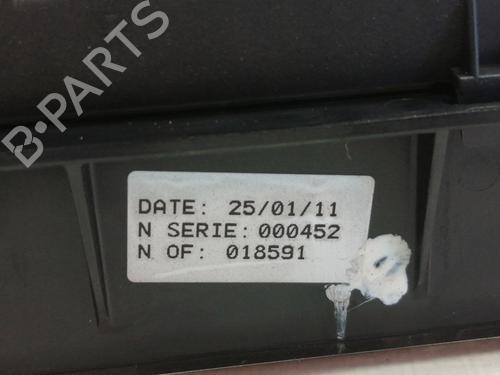 B-PARTS
DATE: 25/01/11
N SERIE: 000452
N OF: 018591